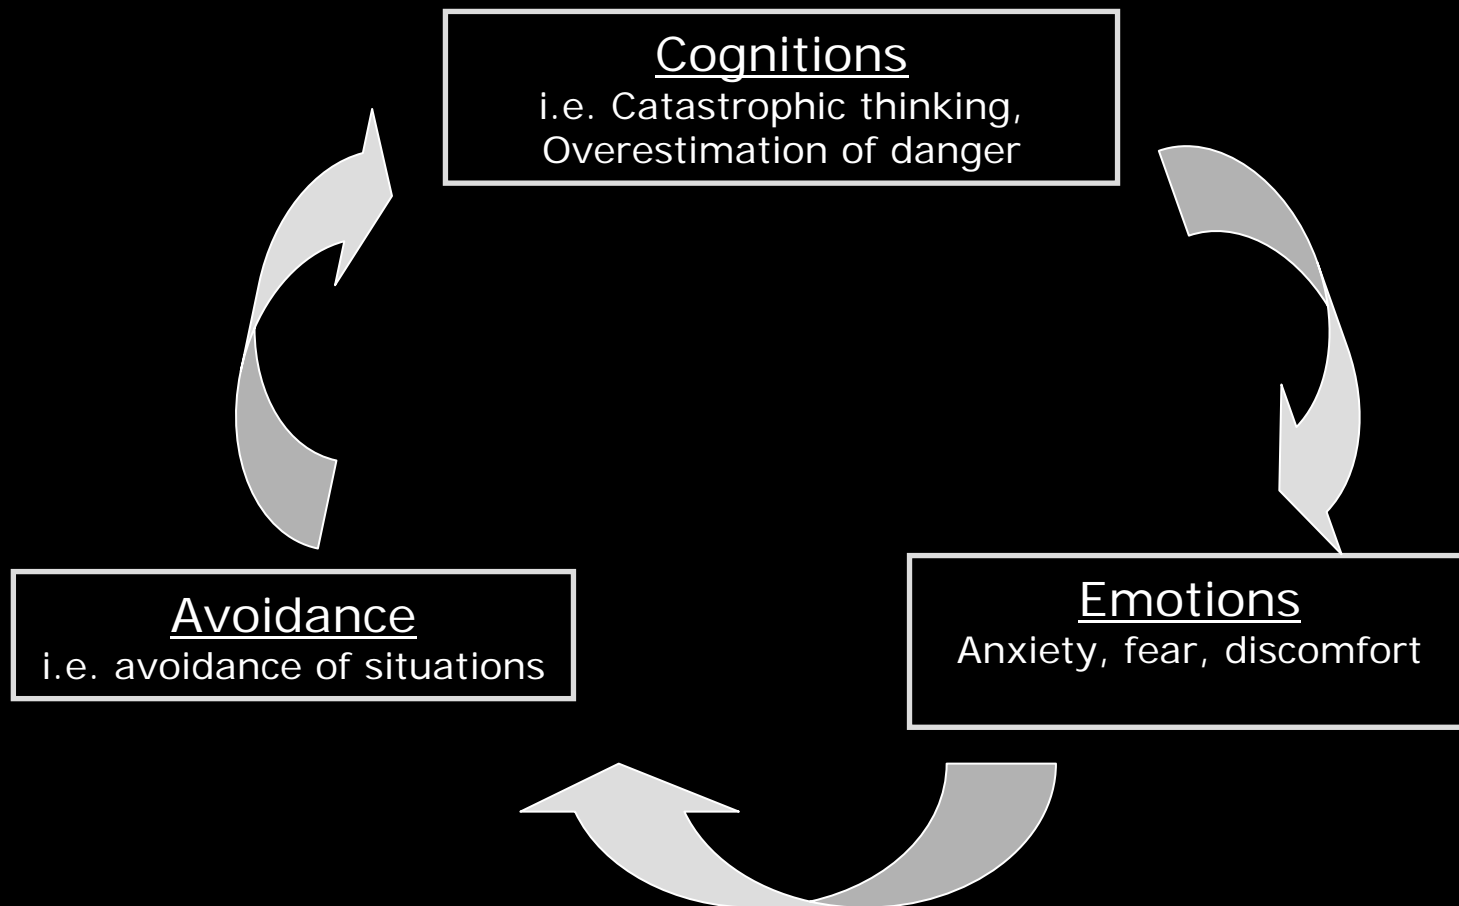 Cognitions
i.e. Catastrophic thinking,
Overestimation of danger
Avoidance
i.e. avoidance of situations
Emotions
Anxiety, fear, discomfort